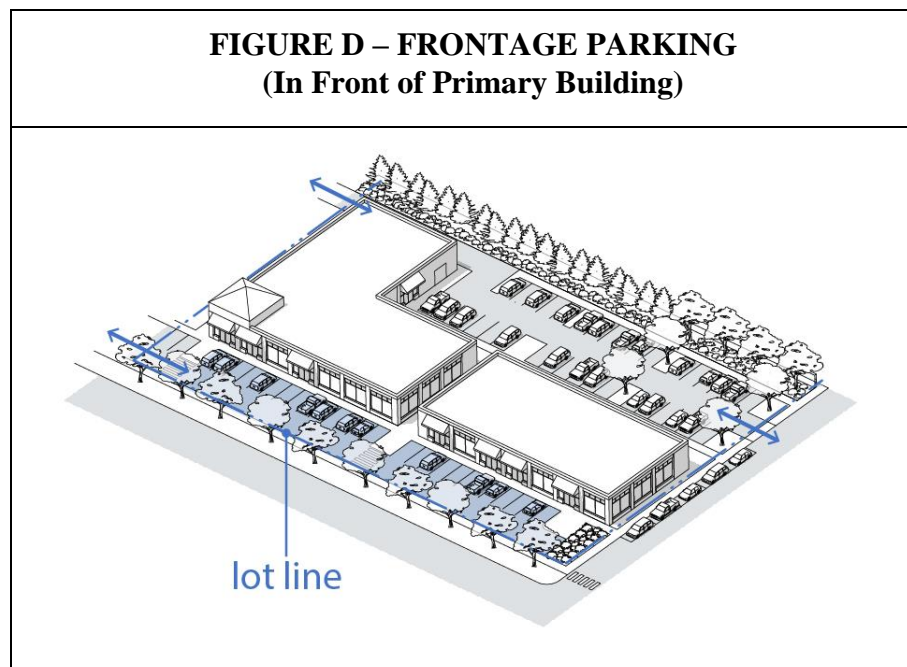 FIGURE D – FRONTAGE PARKING
(In Front of Primary Building)
lot line